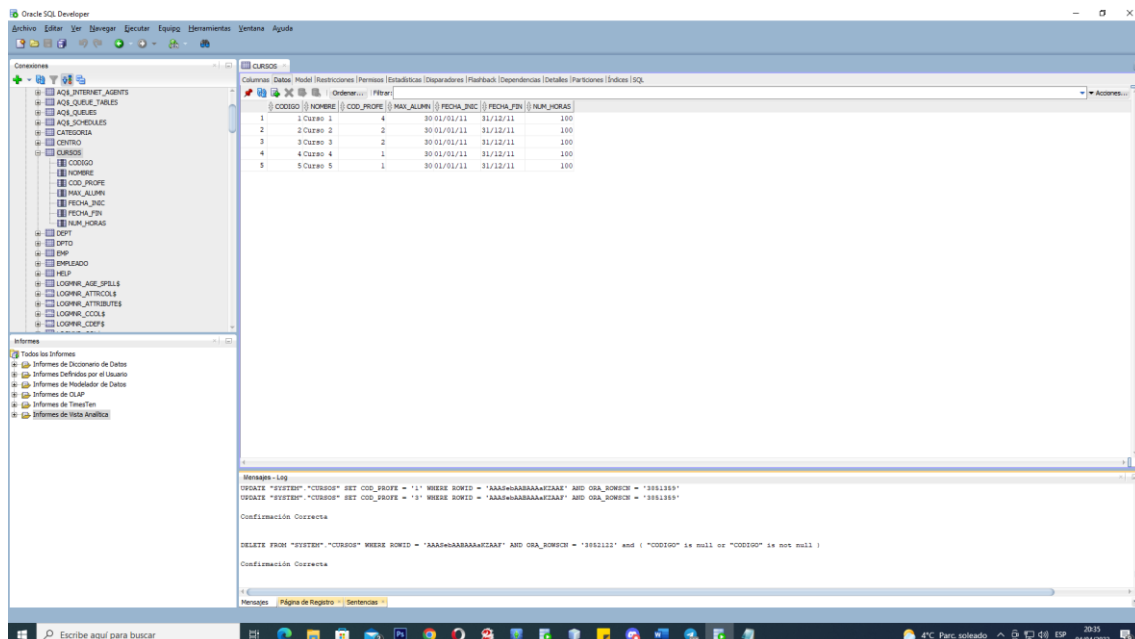 Oracle SQL Developer
Archivo Editar Ver Navegar Ejecutar Equipo Herramientas Ventana Ayuda
Conexiones
AQ$_INTERNET_AGENTS
AQ$_QUEUE_TABLES
AQ$_QUEUES
AQ$_SCHEDULES
CATEGORIA
CENTRO
CURSOS
CODIGO
NOMBRE
COD_PROFE
MAX_ALUMN
FECHA_INIC
FECHA_FIN
NUM_HORAS
DEPT
DPTO
EMP
EMPLEADO
HELP
LOGMNR_AGE_SPILL$
LOGMNR_ATTRCOL$
LOGMNR_ATTRIBUTE$
LOGMNR_CCOL$
LOGMNR_CDEF$
Informes
Todos los Informes
Informes de Diccionario de Datos
Informes Definidos por el Usuario
Informes de Modelador de Datos
Informes de OLAP
Informes de TimesTen
Informes de Vista Analítica
CURSOS
Columnas Datos Model Restricciones Permisos Estadísticas Disparadores Flashback Dependencias Detalles Particiones Índices SQL
Ordenar... Filtrar: Acciones...
CODIGO NOMBRE COD_PROFE MAX_ALUMN FECHA_INIC FECHA_FIN NUM_HORAS
1 1 Curso 1 4 30 01/01/11 31/12/11 100
2 2 Curso 2 2 30 01/01/11 31/12/11 100
3 3 Curso 3 2 30 01/01/11 31/12/11 100
4 4 Curso 4 1 30 01/01/11 31/12/11 100
5 5 Curso 5 1 30 01/01/11 31/12/11 100
Mensajes - Log
UPDATE "SYSTEM"."CURSOS" SET COD_PROFE = '1' WHERE ROWID = 'AAASebAABAAAaKZAAE' AND ORA_ROWSCN = '3051359'
UPDATE "SYSTEM"."CURSOS" SET COD_PROFE = '3' WHERE ROWID = 'AAASebAABAAAaKZAAF' AND ORA_ROWSCN = '3051359'
Confirmación Correcta
DELETE FROM "SYSTEM"."CURSOS" WHERE ROWID = 'AAASebAABAAAaKZAAF' AND ORA_ROWSCN = '3052122' and ( "CODIGO" is null or "CODIGO" is not null )
Confirmación Correcta
Mensajes Página de Registro Sentencias
Escribe aquí para buscar
4°C Parc. soleado ESP 20:35